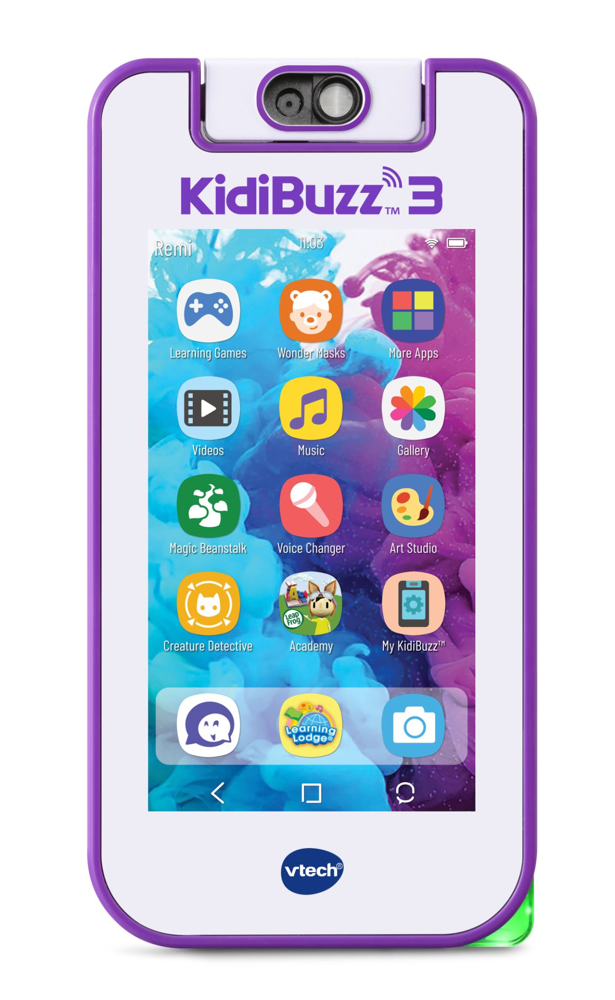 KidiBuzz™ 3
Remi 11:03
Learning Games Wonder Masks More Apps
Videos Music Gallery
Magic Beanstalk Voice Changer Art Studio
A
Leap
Frog
Creature Detective Academy My KidiBuzz™
Learning
Lodge®
vtech®